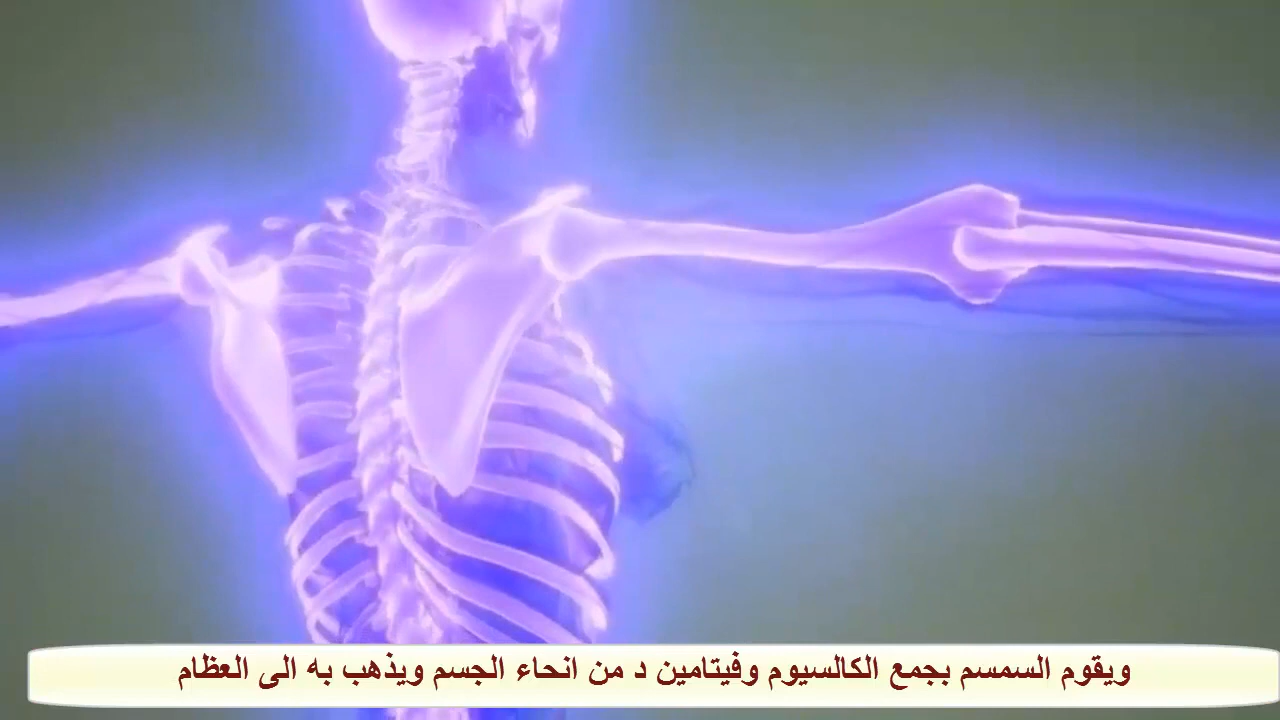 ويقوم السمسم بجمع الكالسيوم وفيتامين د من انحاء الجسم ويذهب به الى العظام